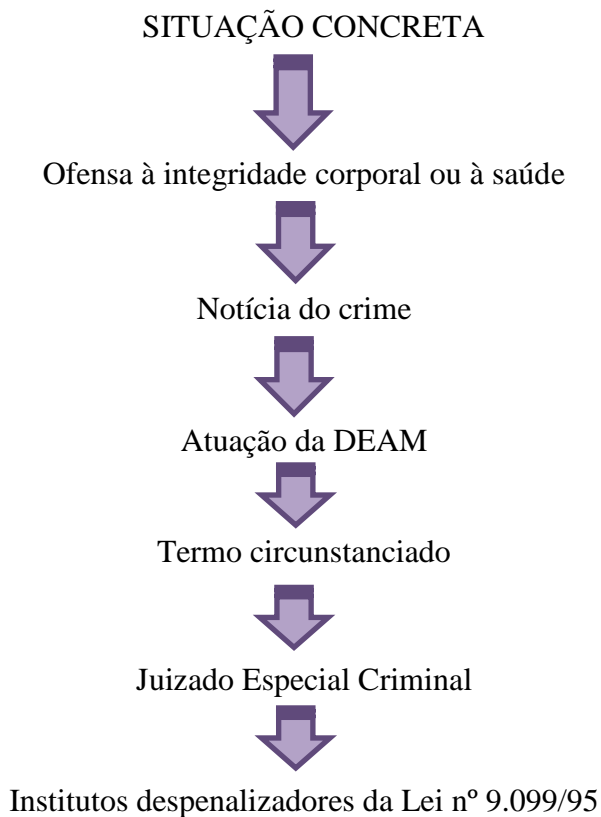 SITUAÇÃO CONCRETA
Ofensa à integridade corporal ou à saúde
Notícia do crime
Atuação da DEAM
Termo circunstanciado
Juizado Especial Criminal
Institutos despenalizadores da Lei nº 9.099/95